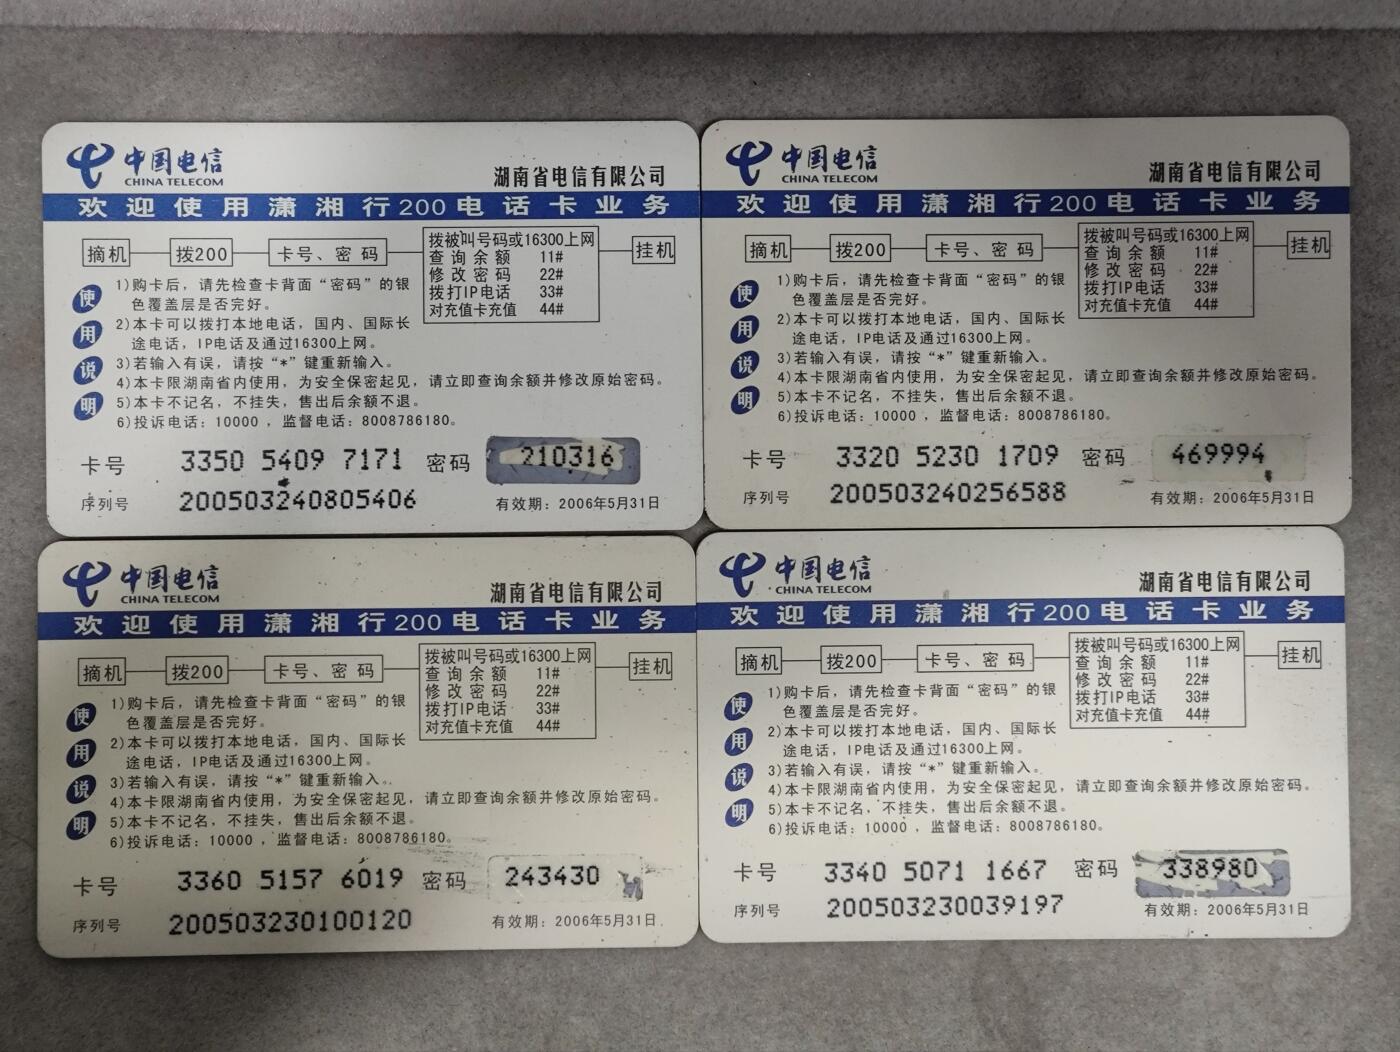 中国电信
CHINA TELECOM
湖南省电信有限公司
欢迎使用潇湘行200电话卡业务
摘机 拨200 卡号、密码 拨被叫号码或16300上网 挂机
查询余额 11#
修改密码 22#
拨打IP电话 33#
对充值卡充值 44#
使用说明
1)购卡后，请先检查卡背面“密码”的银
色覆盖层是否完好。
2)本卡可以拨打本地电话，国内、国际长
途电话，IP电话及通过16300上网。
3)若输入有误，请按“*”键重新输入。
4)本卡限湖南省内使用，为安全保密起见，请立即查询余额并修改原始密码。
5)本卡不记名，不挂失，售出后余额不退。
6)投诉电话：10000，监督电话：8008786180。
卡号 3350 5409 7171 密码 210316
序列号 200503240805406 有效期：2006年5月31日
中国电信
CHINA TELECOM
湖南省电信有限公司
欢迎使用潇湘行200电话卡业务
摘机 拨200 卡号、密码 拨被叫号码或16300上网 挂机
查询余额 11#
修改密码 22#
拨打IP电话 33#
对充值卡充值 44#
使用说明
1)购卡后，请先检查卡背面“密码”的银
色覆盖层是否完好。
2)本卡可以拨打本地电话，国内、国际长
途电话，IP电话及通过16300上网。
3)若输入有误，请按“*”键重新输入。
4)本卡限湖南省内使用，为安全保密起见，请立即查询余额并修改原始密码。
5)本卡不记名，不挂失，售出后余额不退。
6)投诉电话：10000，监督电话：8008786180。
卡号 3320 5230 1709 密码 469994
序列号 200503240256588 有效期：2006年5月31日
中国电信
CHINA TELECOM
湖南省电信有限公司
欢迎使用潇湘行200电话卡业务
摘机 拨200 卡号、密码 拨被叫号码或16300上网 挂机
查询余额 11#
修改密码 22#
拨打IP电话 33#
对充值卡充值 44#
使用说明
1)购卡后，请先检查卡背面“密码”的银
色覆盖层是否完好。
2)本卡可以拨打本地电话，国内、国际长
途电话，IP电话及通过16300上网。
3)若输入有误，请按“*”键重新输入。
4)本卡限湖南省内使用，为安全保密起见，请立即查询余额并修改原始密码。
5)本卡不记名，不挂失，售出后余额不退。
6)投诉电话：10000，监督电话：8008786180。
卡号 3360 5157 6019 密码 243430
序列号 200503230100120 有效期：2006年5月31日
中国电信
CHINA TELECOM
湖南省电信有限公司
欢迎使用潇湘行200电话卡业务
摘机 拨200 卡号、密码 拨被叫号码或16300上网 挂机
查询余额 11#
修改密码 22#
拨打IP电话 33#
对充值卡充值 44#
使用说明
1)购卡后，请先检查卡背面“密码”的银
色覆盖层是否完好。
2)本卡可以拨打本地电话，国内、国际长
途电话，IP电话及通过16300上网。
3)若输入有误，请按“*”键重新输入。
4)本卡限湖南省内使用，为安全保密起见，请立即查询余额并修改原始密码。
5)本卡不记名，不挂失，售出后余额不退。
6)投诉电话：10000，监督电话：8008786180。
卡号 3340 5071 1667 密码 338980
序列号 200503230039197 有效期：2006年5月31日